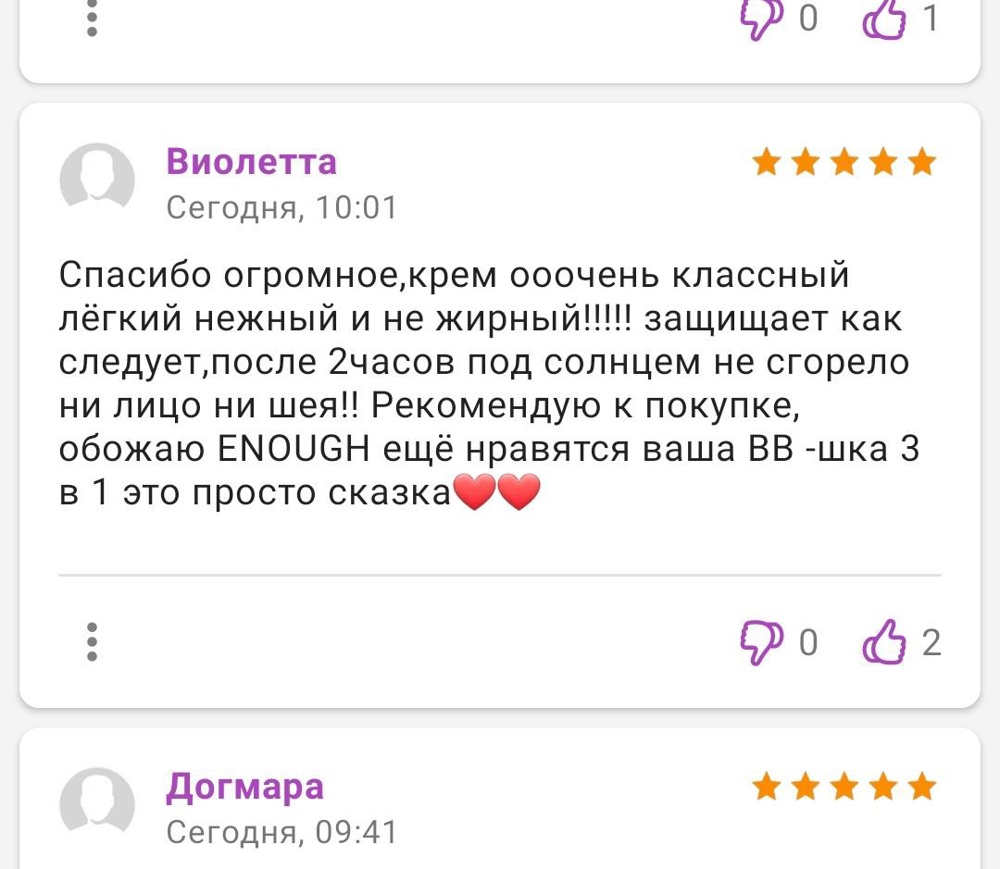 0 1
Виолетта
Сегодня, 10:01
Спасибо огромное,крем ооочень классный
лёгкий нежный и не жирный!!!!! защищает как
следует,после 2часов под солнцем не сгорело
ни лицо ни шея!! Рекомендую к покупке,
обожаю ENOUGH ещё нравятся ваша ВВ -шка 3
в 1 это просто сказка❤️❤️
0 2
Догмара
Сегодня, 09:41